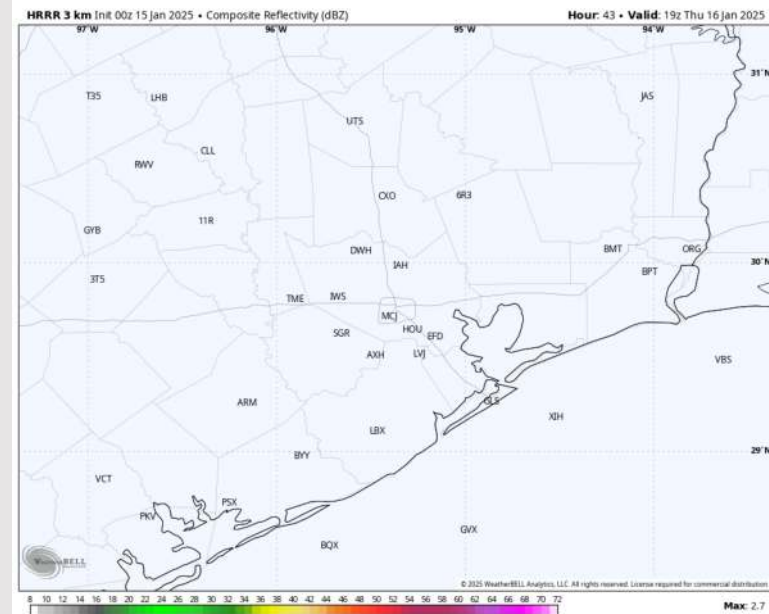 HRRR 3 km Init 00z 15 Jan 2025 • Composite Reflectivity (dBZ) Hour: 43 • Valid: 19z Thu 16 Jan 2025
97°W 96°W 95°W 94°W
31°N
T35 LHB JAS
UTS
CLL
RWV
CXO 6R3
11R
GYB
DWH BMT ORG
IAH 30°N
BPT
3T5
TME IWS
MCJ
SGR HOU EFD
AXH LVJ
VBS
ARM GLS
XIH
LBX
BYY 29°N
VCT
PSX
PKV
GVX
BQX
WEATHERBELL
© 2025 WeatherBELL Analytics, LLC. All rights reserved. License required for commercial distribution.
8 10 12 14 16 18 20 22 24 26 28 30 32 34 36 38 40 42 44 46 48 50 52 54 56 58 60 62 64 66 68 70 72
Max: 2.7